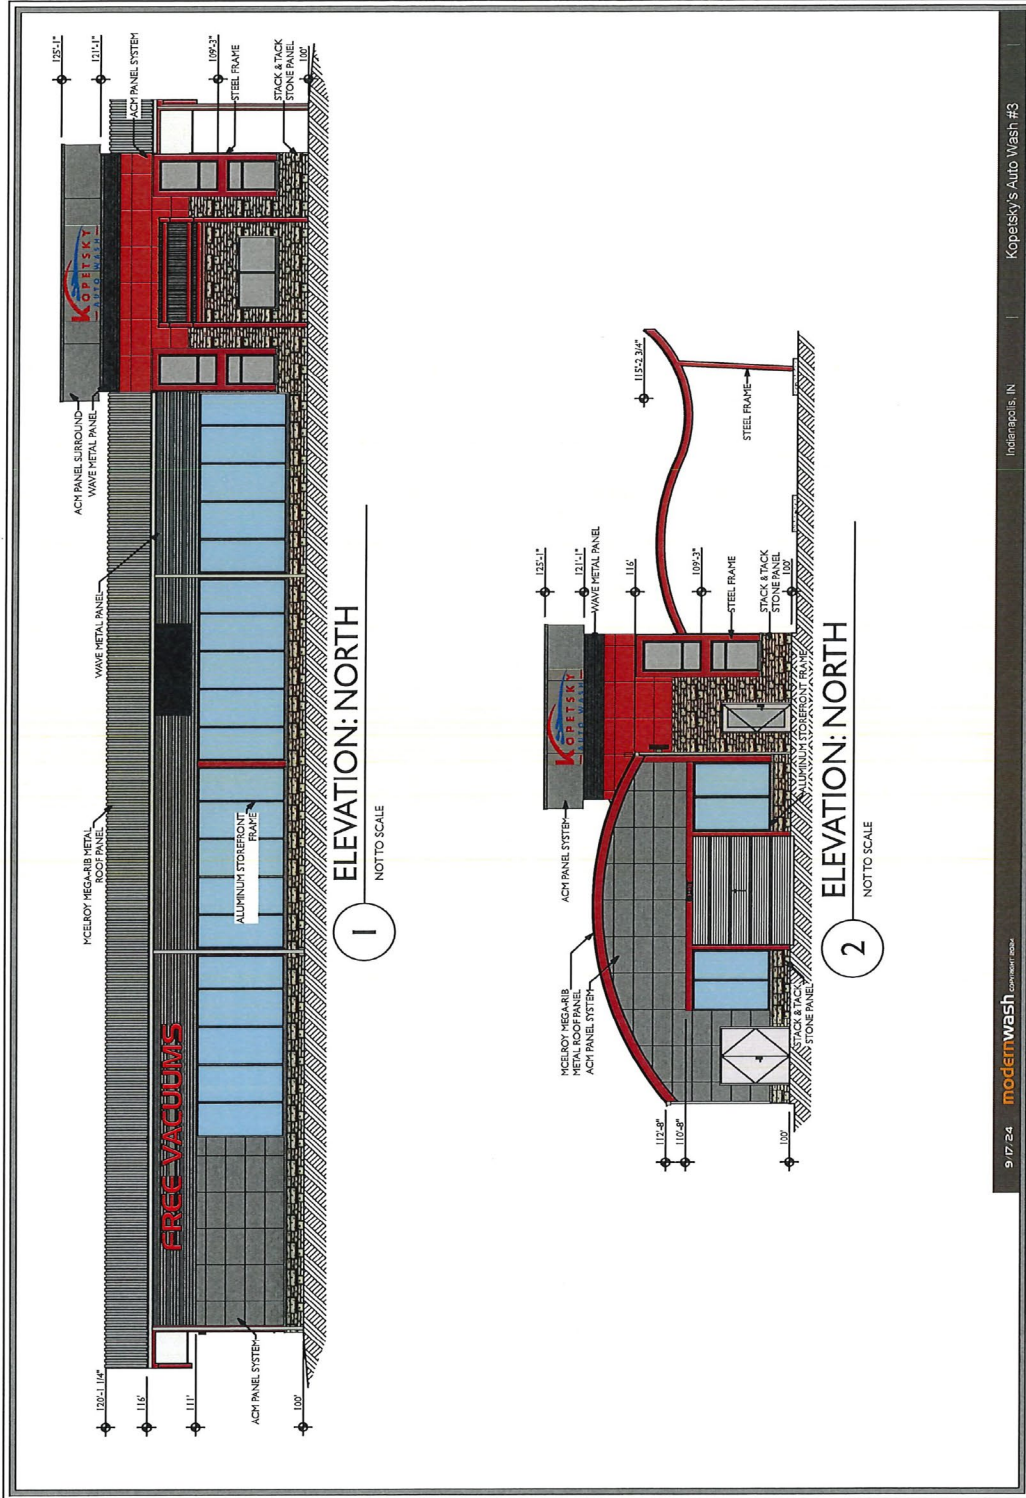 125'-1"
121'-1"
ACM PANEL SYSTEM
109'-3"
STEEL FRAME
STACK & TACK
STONE PANEL
100'
KOPETSKY
AUTO WASH
ACM PANEL SURROUND
WAVE METAL PANEL
WAVE METAL PANEL
MCELROY MEGA-RIB METAL
ROOF PANEL
ALUMINUM STOREFRONT
FRAME
FREE VACUUMS
120'-1 1/4"
116'
111'
ACM PANEL SYSTEM
100'
1
ELEVATION: NORTH
NOT TO SCALE
115'-2 3/4"
STEEL FRAME
125'-1"
121'-1"
WAVE METAL PANEL
116'
109'-3"
STEEL FRAME
STACK & TACK
STONE PANEL
100'
ALUMINUM STOREFRONT FRAME
KOPETSKY
AUTO WASH
ACM PANEL SYSTEM
MCELROY MEGA-RIB
METAL ROOF PANEL
ACM PANEL SYSTEM
STACK & TACK
STONE PANEL
112'-8"
110'-8"
100'
2
ELEVATION: NORTH
NOT TO SCALE
9/17/24
modernwash COPYRIGHT 2024
Indianapolis, IN
Kopetsky's Auto Wash #3